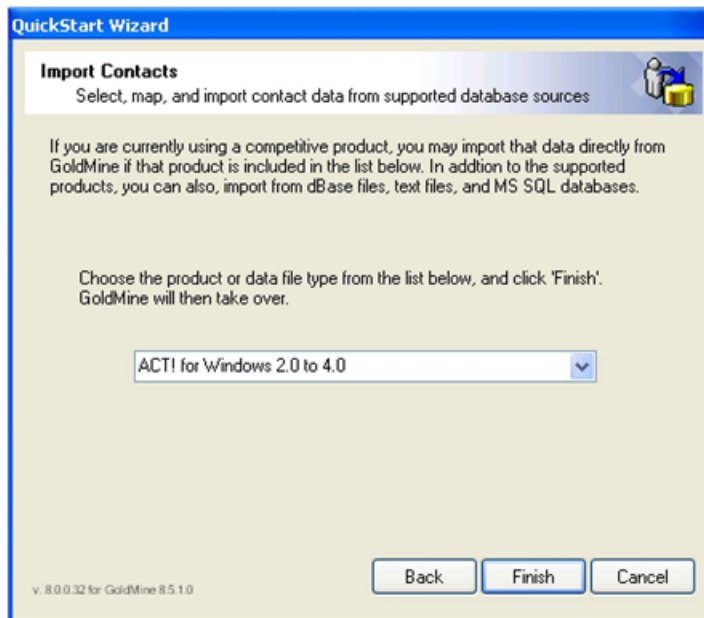 QuickStart Wizard
Import Contacts
Select, map, and import contact data from supported database sources
If you are currently using a competitive product, you may import that data directly from
GoldMine if that product is included in the list below. In addtion to the supported
products, you can also, import from dBase files, text files, and MS SQL databases.
Choose the product or data file type from the list below, and click 'Finish'.
GoldMine will then take over.
ACT! for Windows 2.0 to 4.0
v. 8.0.0.32 for GoldMine 8.5.1.0
Back
Finish
Cancel